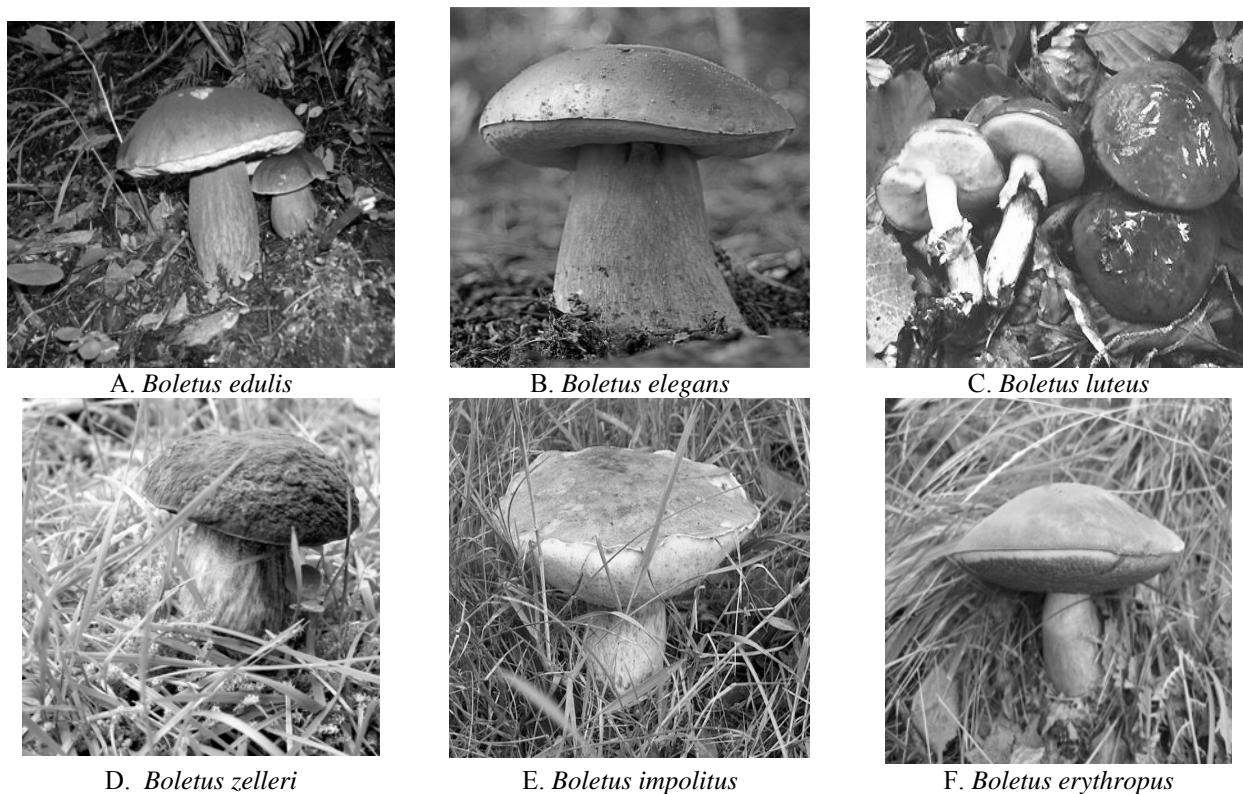 A. Boletus edulis
B. Boletus elegans
C. Boletus luteus
D. Boletus zelleri
E. Boletus impolitus
F. Boletus erythropus